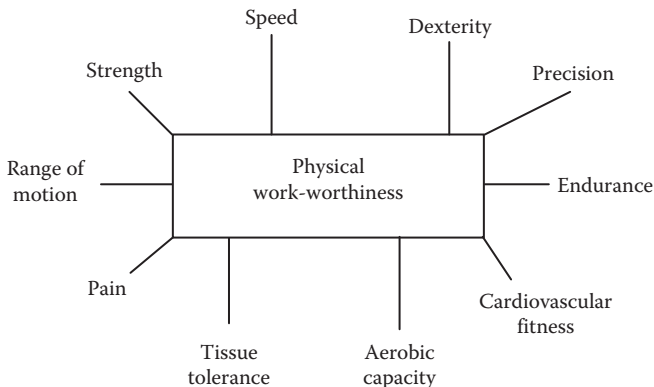 Speed
Dexterity
Strength
Precision
Range of
motion
Physical
work-worthiness
Endurance
Pain
Cardiovascular
fitness
Tissue
tolerance
Aerobic
capacity